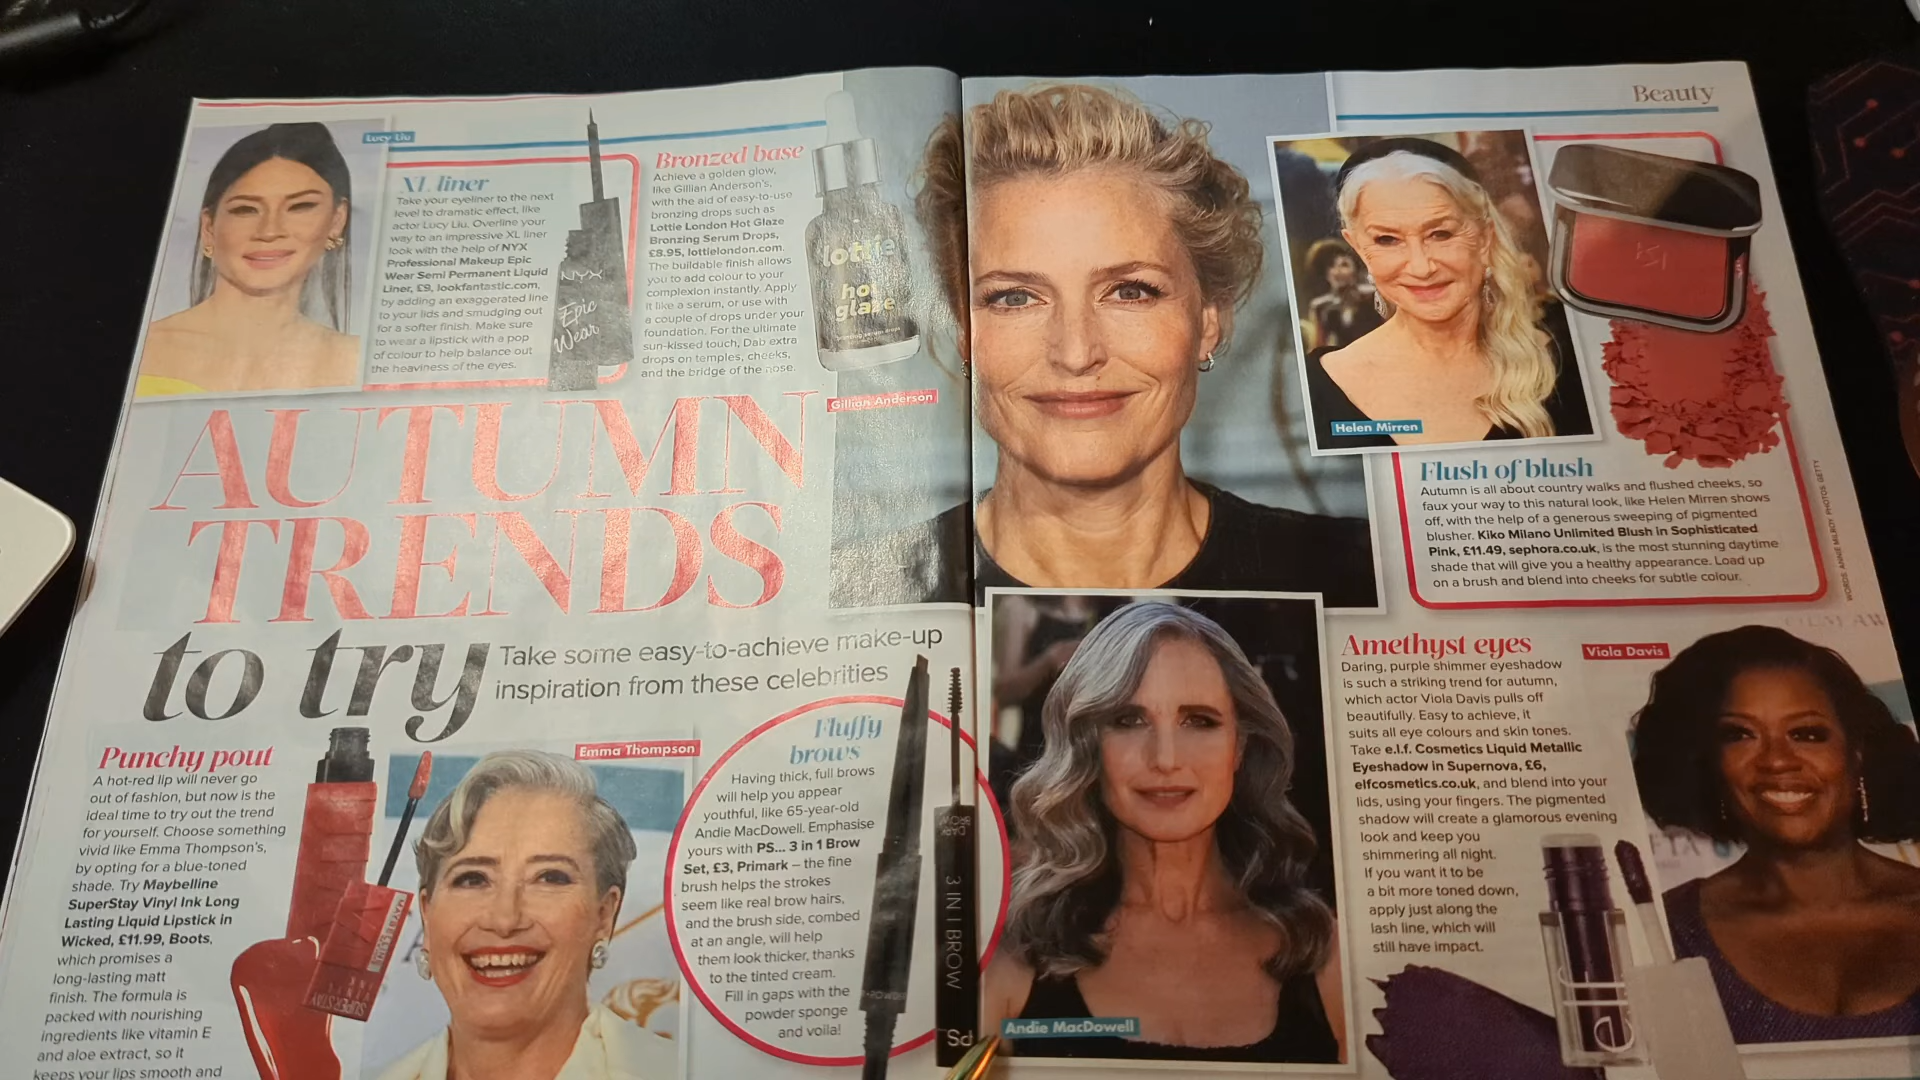 Lucy Liu
XL liner
Take your eyeliner to the next
level to dramatic effect, like
actor Lucy Liu. Overline your
way to an impressive XL liner
look with the help of NYX
Professional Makeup Epic
Wear Semi Permanent Liquid
Liner, £9, lookfantastic.com,
by adding an exaggerated line
to your lids and smudging out
for a softer finish. Make sure
to wear a lipstick with a pop
of colour to help balance out
the heaviness of the eyes.
NYX
Epic
Wear
Bronzed base
Achieve a golden glow,
like Gillian Anderson's,
with the aid of easy-to-use
bronzing drops such as
Lottie London Hot Glaze
Bronzing Serum Drops,
£8.95, lottielondon.com.
The buildable finish allows
you to add colour to your
complexion instantly. Apply
it like a serum, or use with
a couple of drops under your
foundation. For the ultimate
sun-kissed touch, Dab extra
drops on temples, cheeks,
and the bridge of the nose.
lottie
hot
glaze
Gillian Anderson
AUTUMN
TRENDS
to try
Take some easy-to-achieve make-up
inspiration from these celebrities
Punchy pout
A hot-red lip will never go
out of fashion, but now is the
ideal time to try out the trend
for yourself. Choose something
vivid like Emma Thompson's,
by opting for a blue-toned
shade. Try Maybelline
SuperStay Vinyl Ink Long
Lasting Liquid Lipstick in
Wicked, £11.99, Boots,
which promises a
long-lasting matt
finish. The formula is
packed with nourishing
ingredients like vitamin E
and aloe extract, so it
keeps your lips smooth and
MAYBELLINE
SUPERSTAY
Emma Thompson
Fluffy
brows
Having thick, full brows
will help you appear
youthful, like 65-year-old
Andie MacDowell. Emphasise
yours with PS... 3 in 1 Brow
Set, £3, Primark – the fine
brush helps the strokes
seem like real brow hairs,
and the brush side, combed
at an angle, will help
them look thicker, thanks
to the tinted cream.
Fill in gaps with the
powder sponge
and voila!
DARK
BROWN
3 IN 1 BROW
PS
Beauty
Helen Mirren
Flush of blush
Autumn is all about country walks and flushed cheeks, so
faux your way to this natural look, like Helen Mirren shows
off, with the help of a generous sweeping of pigmented
blusher. Kiko Milano Unlimited Blush in Sophisticated
Pink, £11.49, sephora.co.uk, is the most stunning daytime
shade that will give you a healthy appearance. Load up
on a brush and blend into cheeks for subtle colour.
WORDS: ANNIE MILROY. PHOTOS: GETTY
Andie MacDowell
Amethyst eyes
Daring, purple shimmer eyeshadow
is such a striking trend for autumn,
which actor Viola Davis pulls off
beautifully. Easy to achieve, it
suits all eye colours and skin tones.
Take e.l.f. Cosmetics Liquid Metallic
Eyeshadow in Supernova, £6,
elfcosmetics.co.uk, and blend into your
lids, using your fingers. The pigmented
shadow will create a glamorous evening
look and keep you
shimmering all night.
If you want it to be
a bit more toned down,
apply just along the
lash line, which will
still have impact.
Viola Davis
e.l.f.